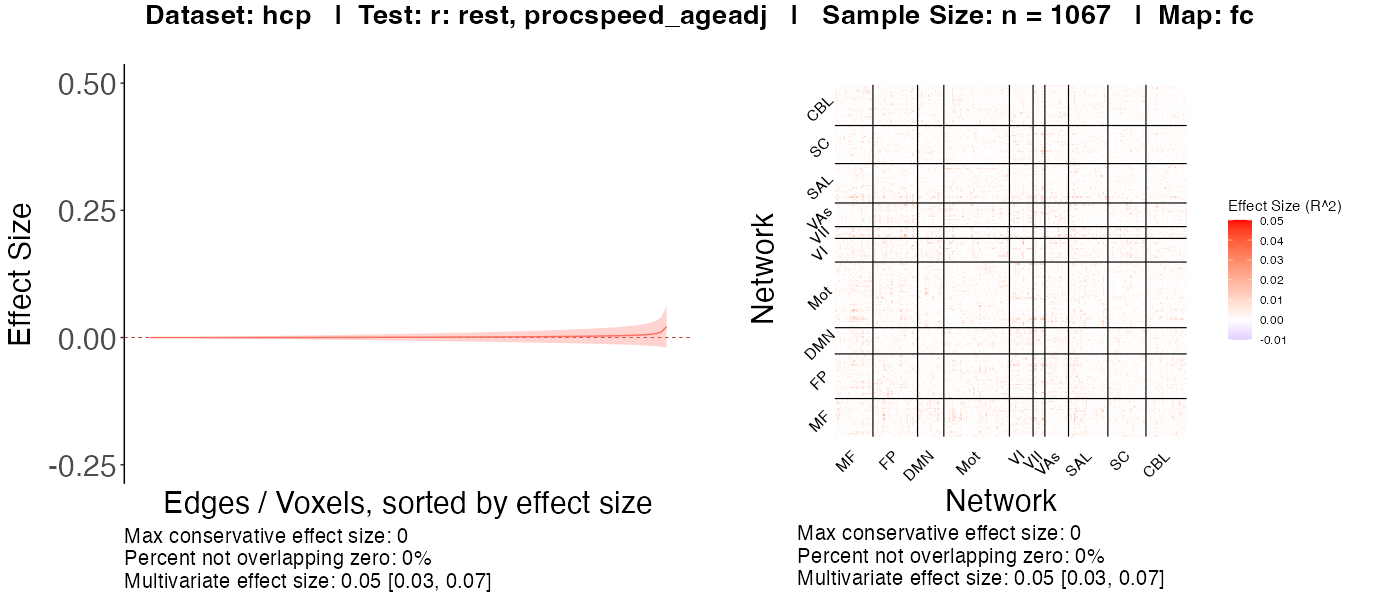 Dataset: hcp | Test: r: rest, procspeed_ageadj | Sample Size: n = 1067 | Map: fc
0.50
0.25
0.00
-0.25
Effect Size
Edges / Voxels, sorted by effect size
Max conservative effect size: 0
Percent not overlapping zero: 0%
Multivariate effect size: 0.05 [0.03, 0.07]
Network
CBL
SC
SAL
VAs
VII
VI
Mot
DMN
FP
MF
MF FP DMN Mot VI VII VAs SAL SC CBL
Network
Max conservative effect size: 0
Percent not overlapping zero: 0%
Multivariate effect size: 0.05 [0.03, 0.07]
Effect Size (R^2)
0.05
0.04
0.03
0.02
0.01
0.00
-0.01